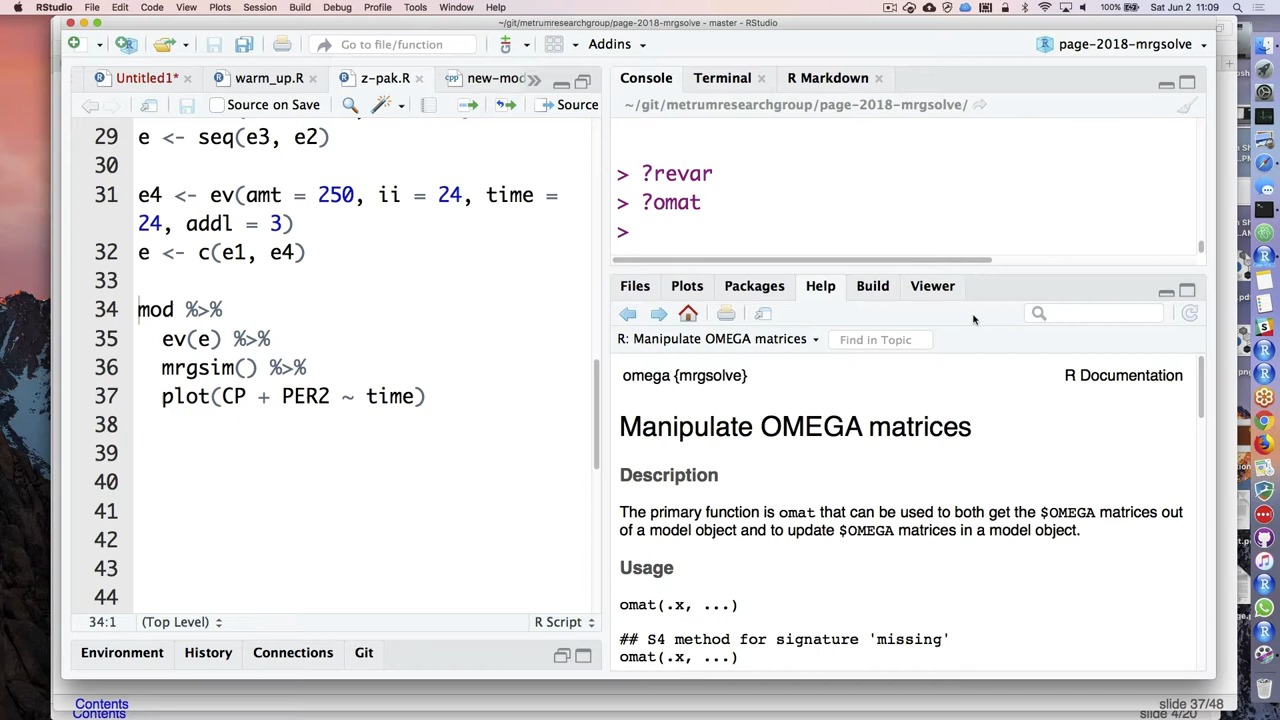 RStudio File Edit Code View Plots Session Build Debug Profile Tools Window Help 100% Sat Jun 2 11:09
~/git/metrumresearchgroup/page-2018-mrgsolve - master - RStudio
Go to file/function Addins page-2018-mrgsolve
Untitled1* warm_up.R z-pak.R new-mod
Source on Save Source
29 e <- seq(e3, e2)
30
31 e4 <- ev(amt = 250, ii = 24, time =
24, addl = 3)
32 e <- c(e1, e4)
33
34 mod %>%
35 ev(e) %>%
36 mrgsim() %>%
37 plot(CP + PER2 ~ time)
38
39
40
41
42
43
44
34:1 (Top Level) R Script
Environment History Connections Git
Console Terminal R Markdown
~/git/metrumresearchgroup/page-2018-mrgsolve/
> ?revar
> ?omat
>
Files Plots Packages Help Build Viewer
R: Manipulate OMEGA matrices Find in Topic
omega {mrgsolve} R Documentation
Manipulate OMEGA matrices
Description
The primary function is omat that can be used to both get the $OMEGA matrices out
of a model object and to update $OMEGA matrices in a model object.
Usage
omat(.x, ...)
## S4 method for signature 'missing'
omat(.x, ...)
Contents slide 37/48
Contents slide 4/20